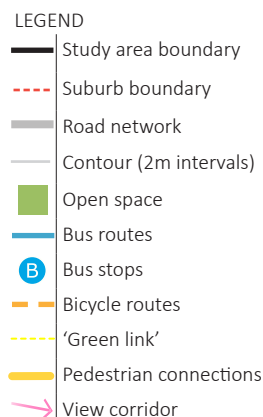 LEGEND
Study area boundary
Suburb boundary
Road network
Contour (2m intervals)
Open space
Bus routes
B Bus stops
Bicycle routes
‘Green link’
Pedestrian connections
View corridor